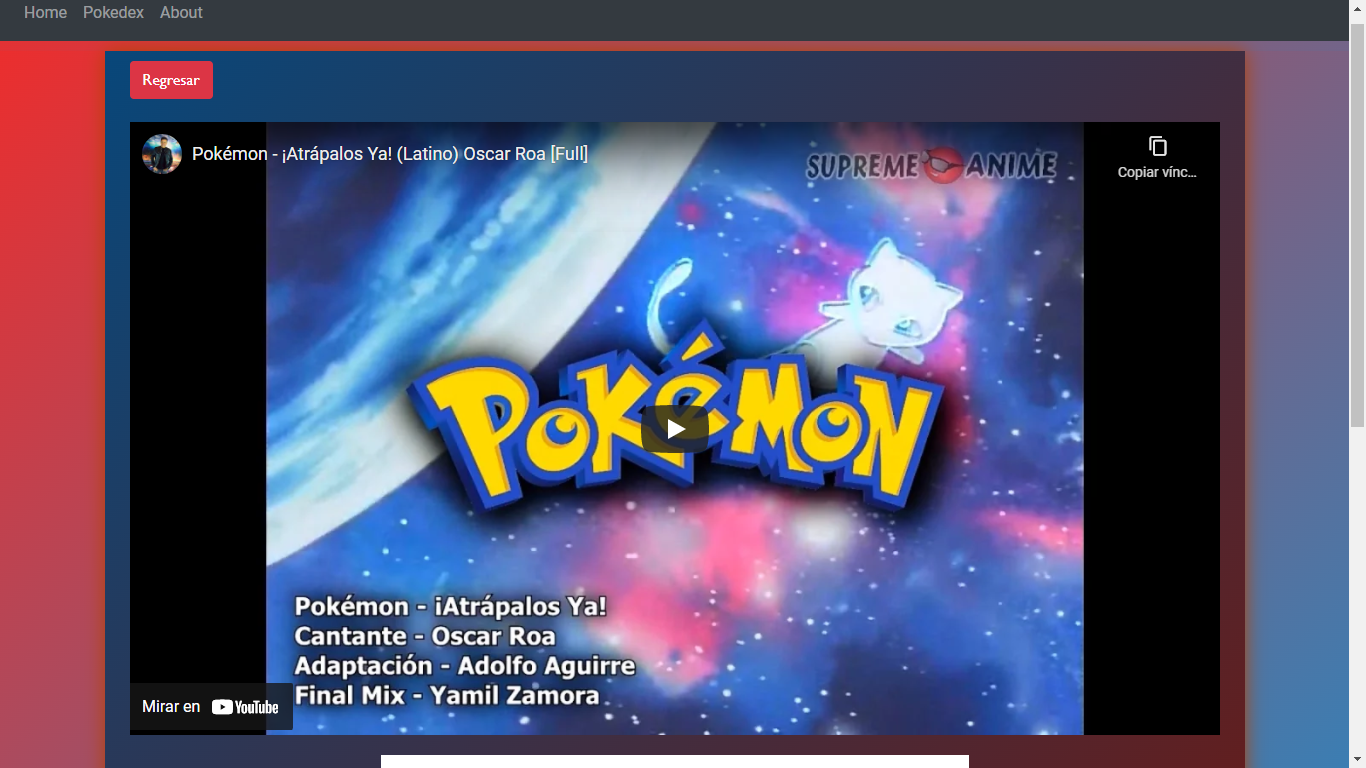 Home Pokedex About
Regresar
Pokémon - ¡Atrápalos Ya! (Latino) Oscar Roa [Full]
SUPREME ANIME
Copiar vínc...
POKéMON
Pokémon - ¡Atrápalos Ya!
Cantante - Oscar Roa
Adaptación - Adolfo Aguirre
Final Mix - Yamil Zamora
Mirar en YouTube